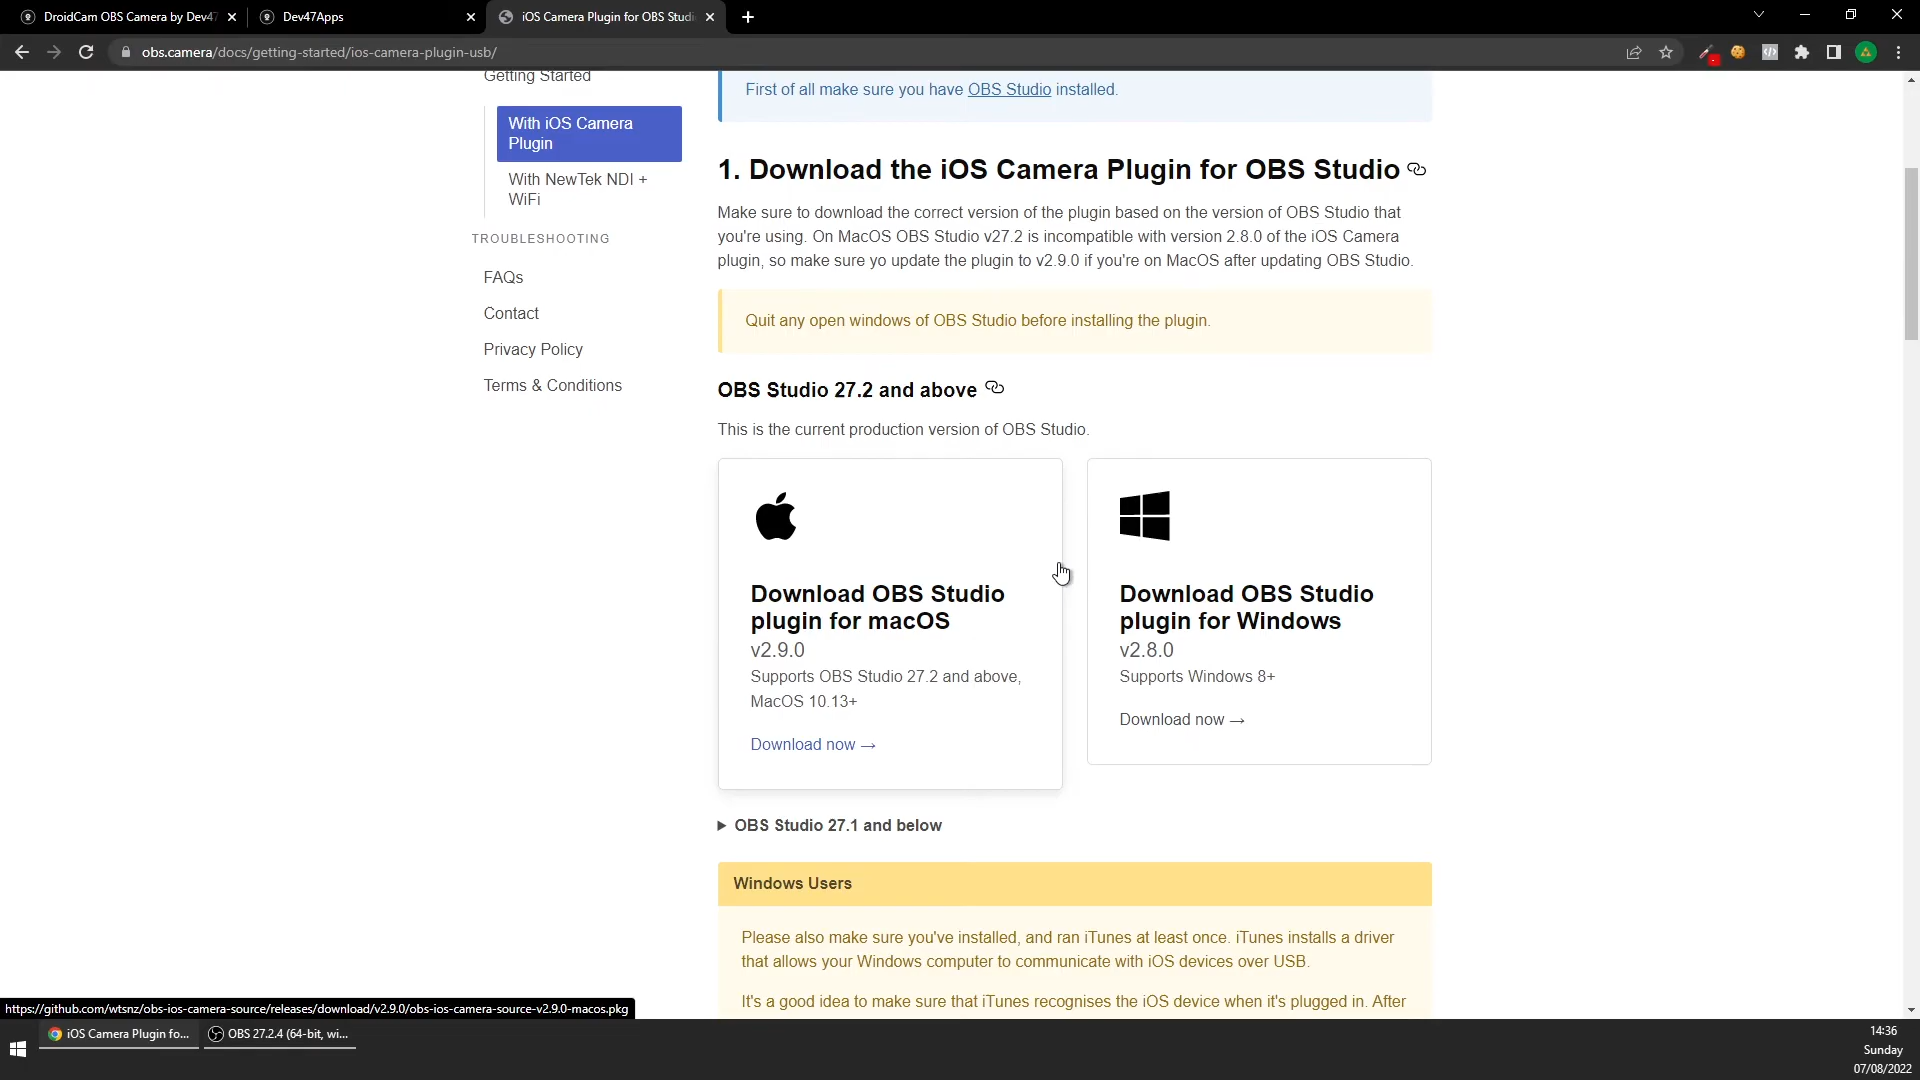 DroidCam OBS Camera by Dev47
Dev47Apps
iOS Camera Plugin for OBS Studi
obs.camera/docs/getting-started/ios-camera-plugin-usb/
Getting Started
With iOS Camera
Plugin
With NewTek NDI +
WiFi
TROUBLESHOOTING
FAQs
Contact
Privacy Policy
Terms & Conditions
First of all make sure you have OBS Studio installed.
1. Download the iOS Camera Plugin for OBS Studio
Make sure to download the correct version of the plugin based on the version of OBS Studio that
you're using. On MacOS OBS Studio v27.2 is incompatible with version 2.8.0 of the iOS Camera
plugin, so make sure yo update the plugin to v2.9.0 if you're on MacOS after updating OBS Studio.
Quit any open windows of OBS Studio before installing the plugin.
OBS Studio 27.2 and above
This is the current production version of OBS Studio.
Download OBS Studio
plugin for macOS
v2.9.0
Supports OBS Studio 27.2 and above,
MacOS 10.13+
Download now →
Download OBS Studio
plugin for Windows
v2.8.0
Supports Windows 8+
Download now →
▶ OBS Studio 27.1 and below
Windows Users
Please also make sure you've installed, and ran iTunes at least once. iTunes installs a driver
that allows your Windows computer to communicate with iOS devices over USB.
It's a good idea to make sure that iTunes recognises the iOS device when it's plugged in. After
https://github.com/wtsnz/obs-ios-camera-source/releases/download/v2.9.0/obs-ios-camera-source-v2.9.0-macos.pkg
iOS Camera Plugin fo...
OBS 27.2.4 (64-bit, wi...
14:36
Sunday
07/08/2022